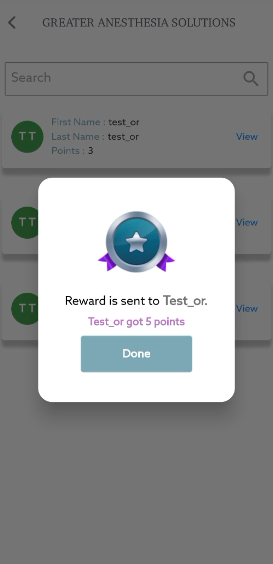 GREATER ANESTHESIA SOLUTIONS
Search
TT
First Name : test_or
Last Name : test_or
Points : 3
View
TT
View
Reward is sent to Test_or.
Test_or got 5 points
TT
View
Done